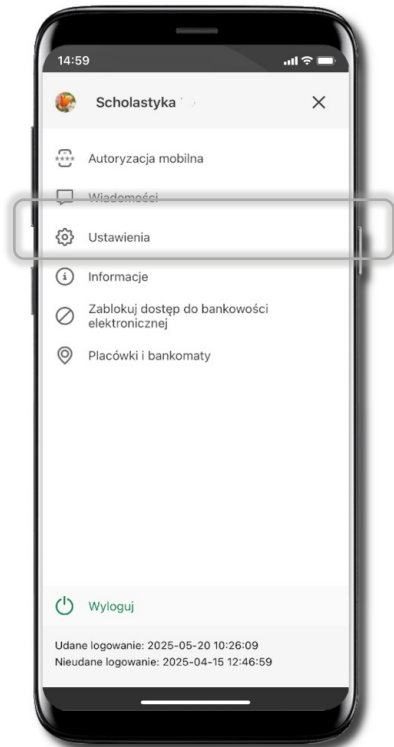 14:59
Scholastyka
Autoryzacja mobilna
Wiadomości
Ustawienia
Informacje
Zablokuj dostęp do bankowości
elektronicznej
Placówki i bankomaty
Wyloguj
Udane logowanie: 2025-05-20 10:26:09
Nieudane logowanie: 2025-04-15 12:46:59